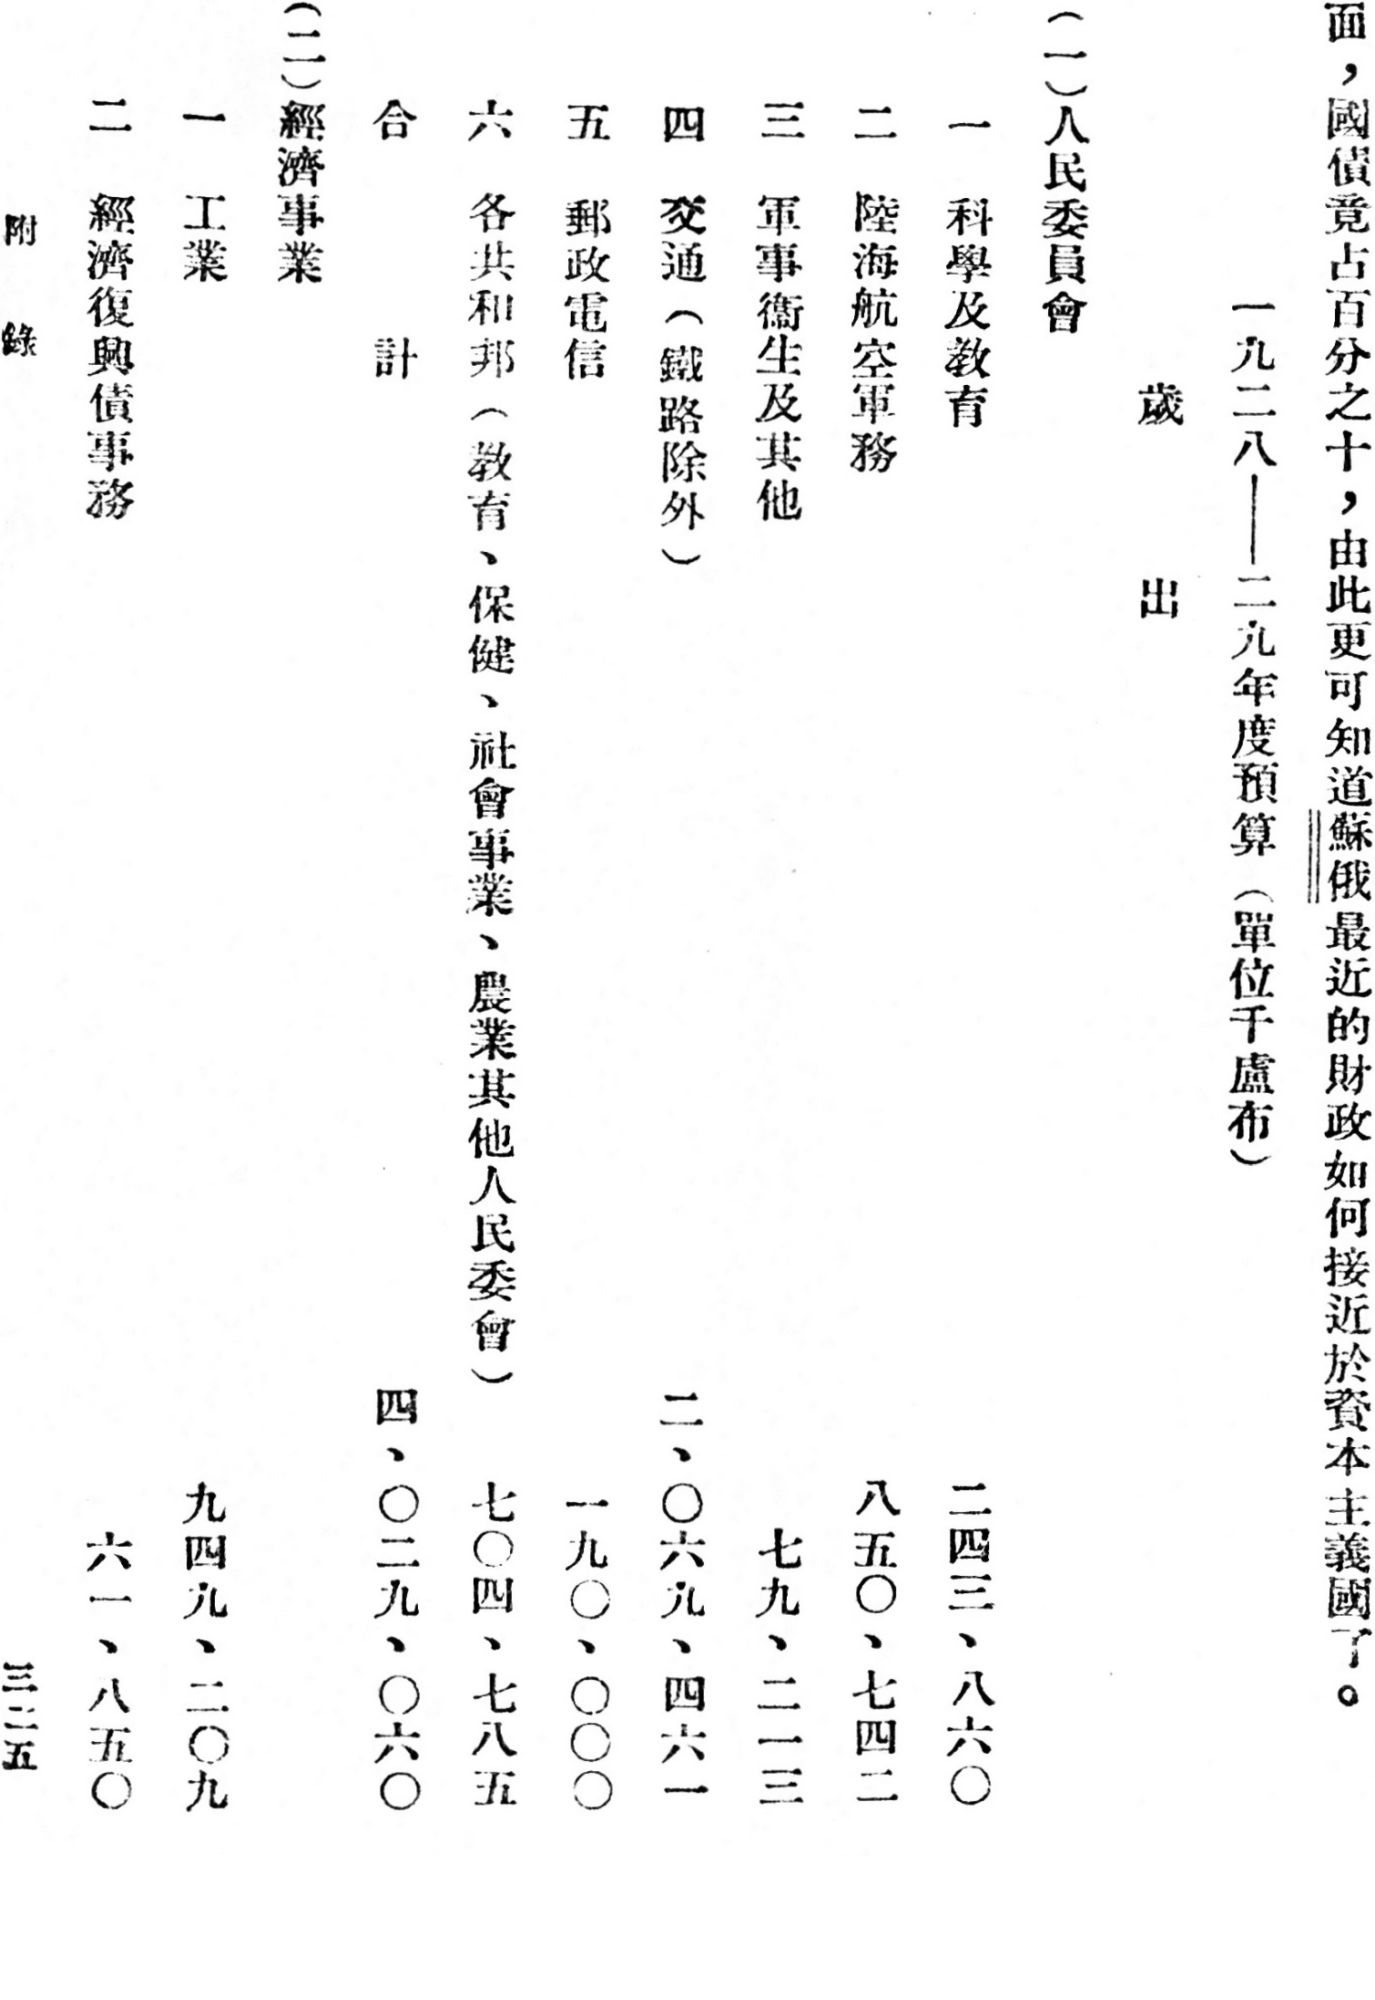 面，國債竟占百分之十，由此更可知道蘇俄最近的財政如何接近於資本主義國了。
一九二八——二九年度預算（單位千盧布）
歲出
（一）人民委員會
一　科學及教育　二四三、八六〇
二　陸海航空軍務　八五〇、七四二
三　軍事衞生及其他　七九、二一三
四　交通（鐵路除外）　二、〇六九、四六一
五　郵政電信　一九〇、〇〇〇
六　各共和邦（教育、保健、社會事業、農業其他人民委會）　七〇四、七八五
合計　四、〇二九、〇六〇
（二）經濟事業
一　工業　九四九、二〇九
二　經濟復興債事務　六一、八五〇
附錄　三二五